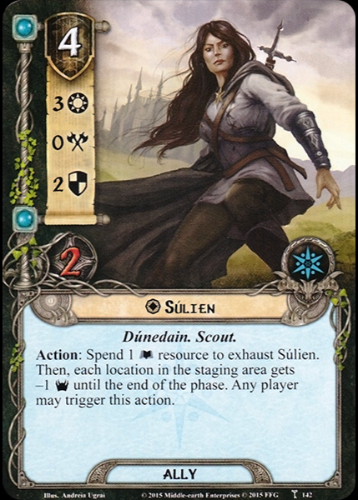 4
3
0
2
2
Súlien
Dúnedain. Scout.
Action: Spend 1 resource to exhaust Súlien.
Then, each location in the staging area gets
–1 until the end of the phase. Any player
may trigger this action.
ALLY
Illus. Andreia Ugrai
© 2015 Middle-earth Enterprises © 2015 FFG
142